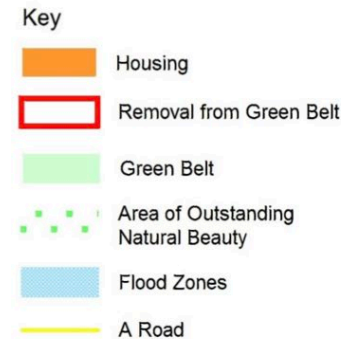 Key
Housing
Removal from Green Belt
Green Belt
Area of Outstanding
Natural Beauty
Flood Zones
A Road